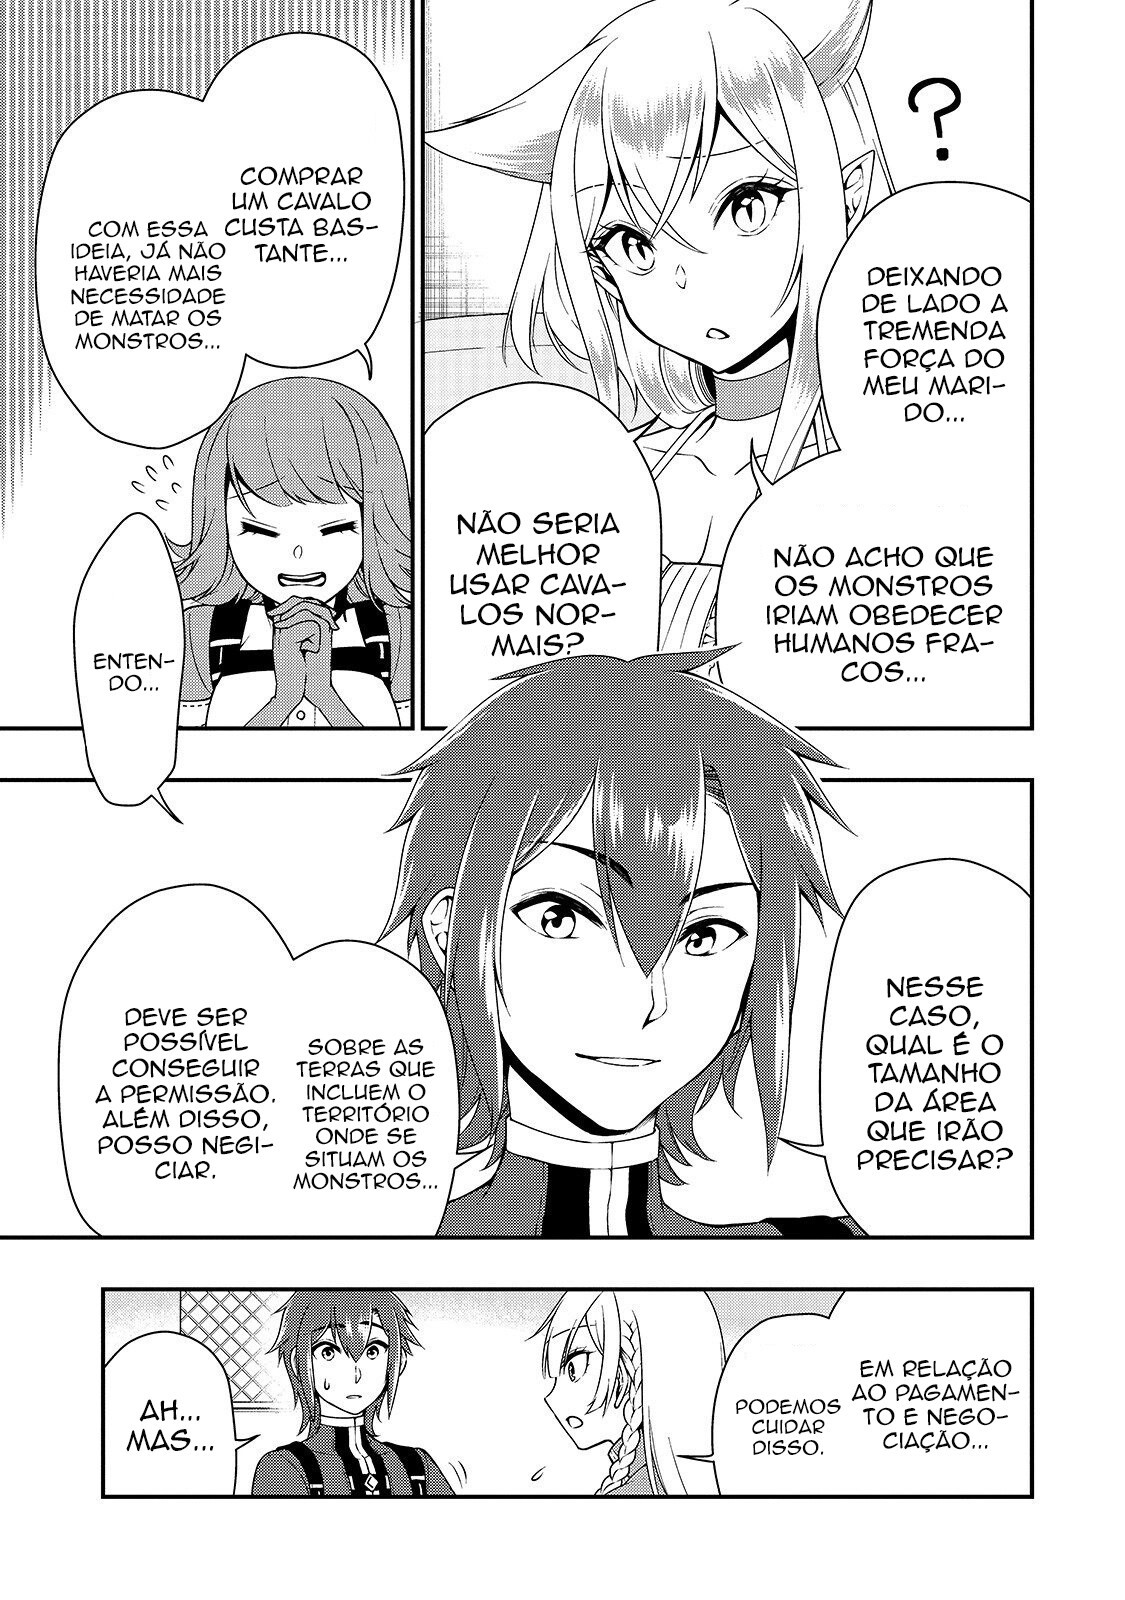 ?
DEIXANDO
DE LADO A
TREMENDA
FORÇA DO
MEU MARI-
DO...
NÃO ACHO QUE
OS MONSTROS
IRIAM OBEDECER
HUMANOS FRA-
COS...
NÃO SERIA
MELHOR
USAR CAVA-
LOS NOR-
MAIS?
COMPRAR
UM CAVALO
CUSTA BAS-
TANTE...
COM ESSA
IDEIA, JÁ NÃO
HAVERIA MAIS
NECESSIDADE
DE MATAR OS
MONSTROS...
ENTEN-
DO...
NESSE
CASO,
QUAL É O
TAMANHO
DA ÁREA
QUE IRÃO
PRECISAR?
SOBRE AS
TERRAS QUE
INCLUEM O
TERRITÓRIO
ONDE SE
SITUAM OS
MONSTROS...
DEVE SER
POSSÍVEL
CONSEGUIR
A PERMISSÃO.
ALÉM DISSO,
POSSO NEGI-
CIAR.
EM RELAÇÃO
AO PAGAMEN-
TO E NEGO-
CIAÇÃO...
PODEMOS
CUIDAR
DISSO.
AH...
MAS...